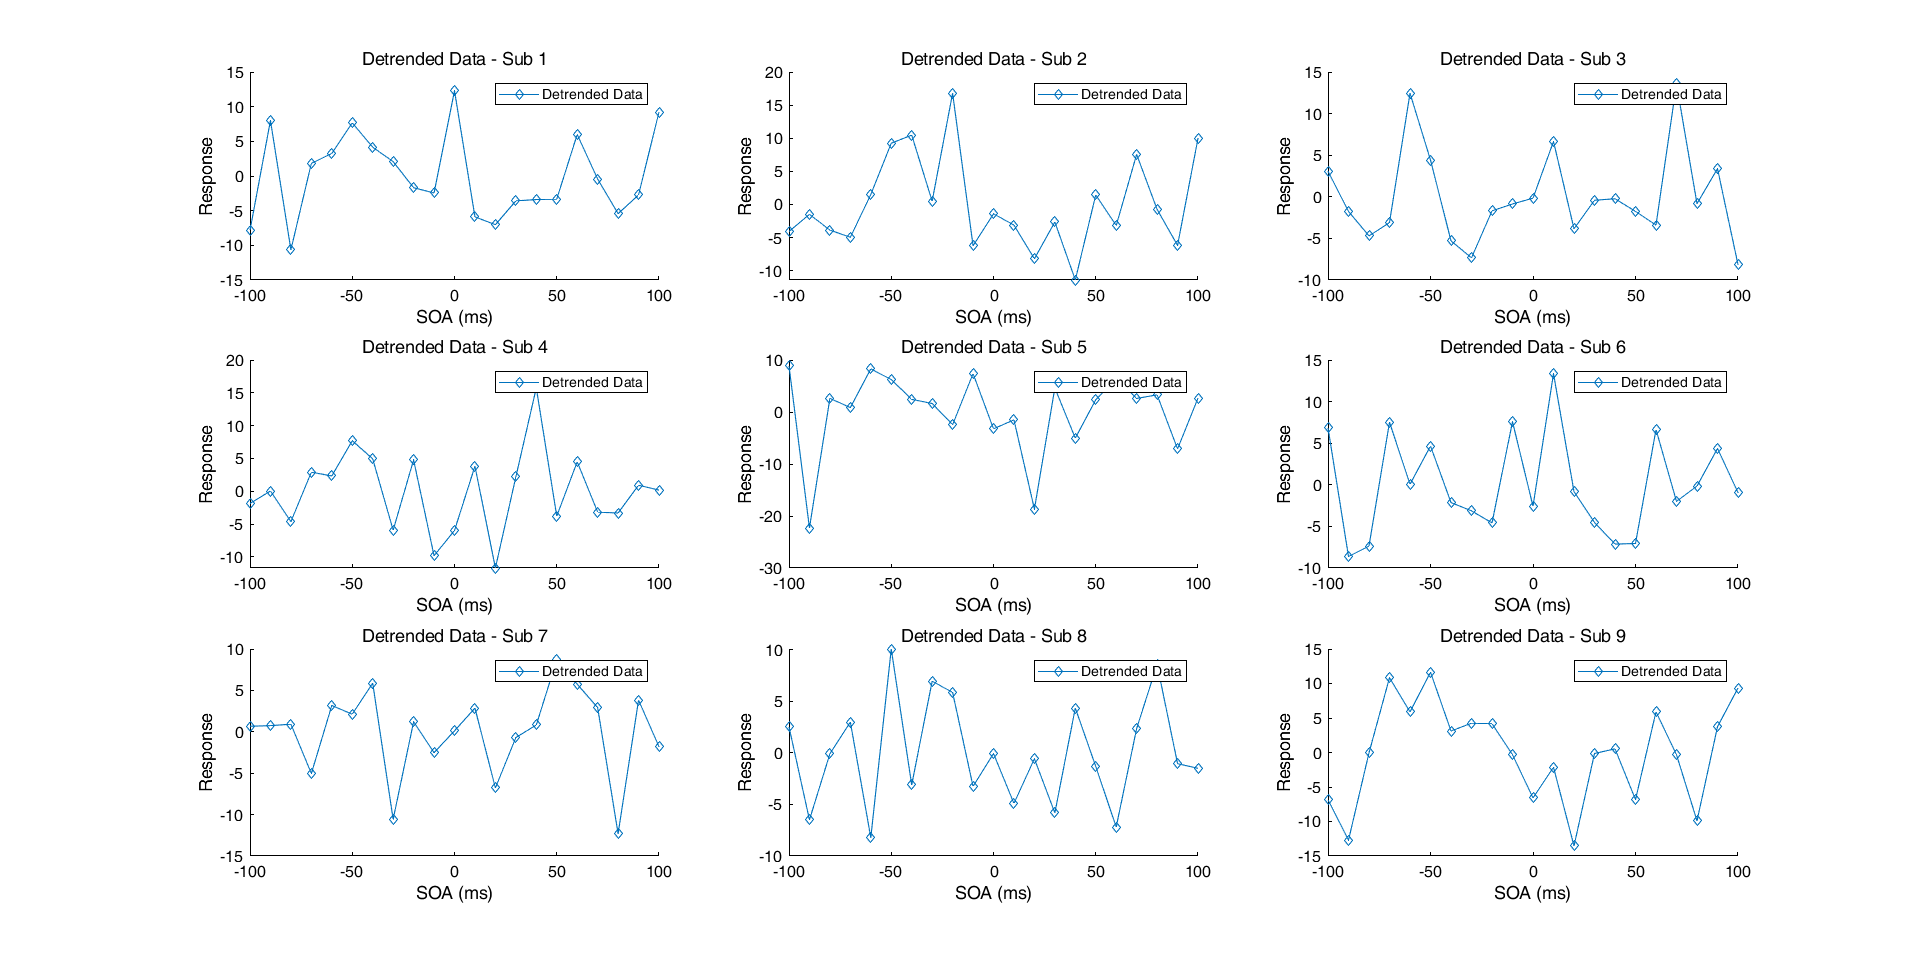 Detrended Data - Sub 1
Detrended Data
15
10
5
0
-5
-10
-15
Response
-100 -50 0 50 100
SOA (ms)
Detrended Data - Sub 2
Detrended Data
20
15
10
5
0
-5
-10
Response
-100 -50 0 50 100
SOA (ms)
Detrended Data - Sub 3
Detrended Data
15
10
5
0
-5
-10
Response
-100 -50 0 50 100
SOA (ms)
Detrended Data - Sub 4
Detrended Data
20
15
10
5
0
-5
-10
Response
-100 -50 0 50 100
SOA (ms)
Detrended Data - Sub 5
Detrended Data
10
0
-10
-20
-30
Response
-100 -50 0 50 100
SOA (ms)
Detrended Data - Sub 6
Detrended Data
15
10
5
0
-5
-10
Response
-100 -50 0 50 100
SOA (ms)
Detrended Data - Sub 7
Detrended Data
10
5
0
-5
-10
-15
Response
-100 -50 0 50 100
SOA (ms)
Detrended Data - Sub 8
Detrended Data
10
5
0
-5
-10
Response
-100 -50 0 50 100
SOA (ms)
Detrended Data - Sub 9
Detrended Data
15
10
5
0
-5
-10
-15
Response
-100 -50 0 50 100
SOA (ms)